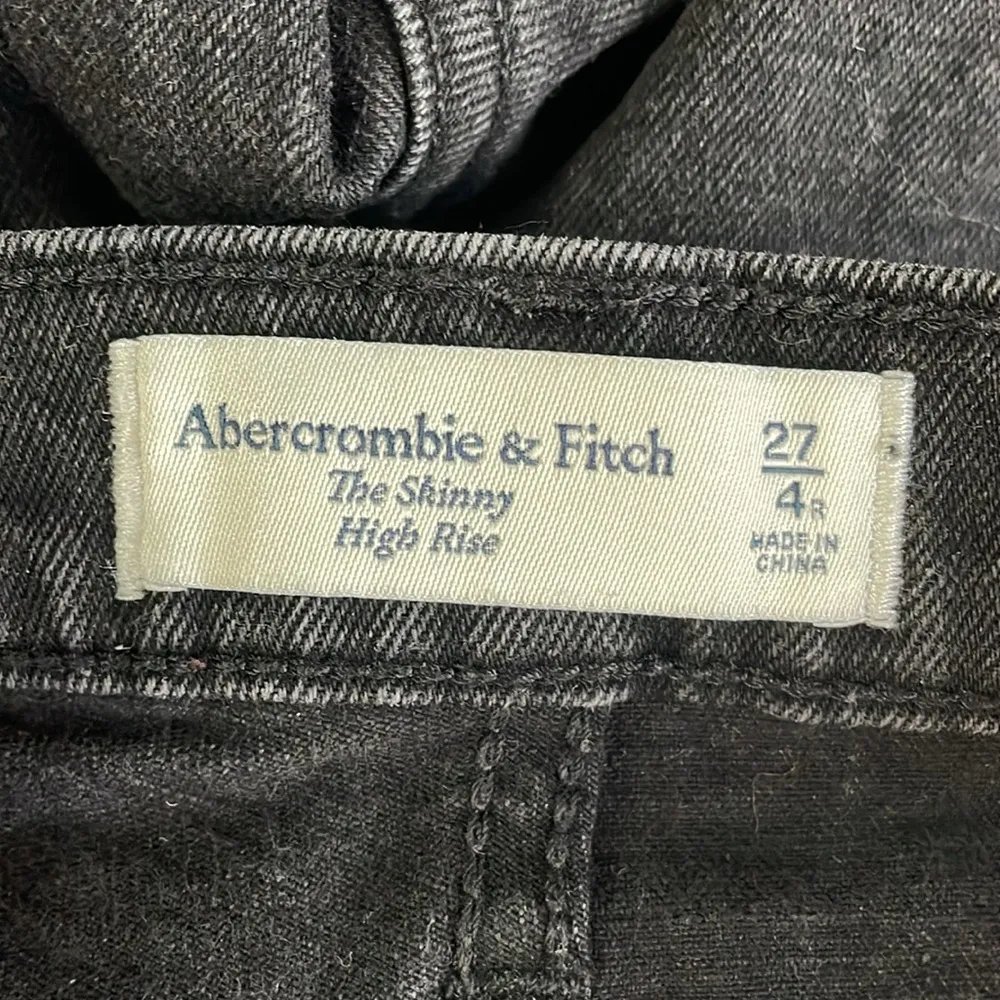 Abercrombie & Fitch
The Skinny
High Rise
27
4R
MADE IN
CHINA